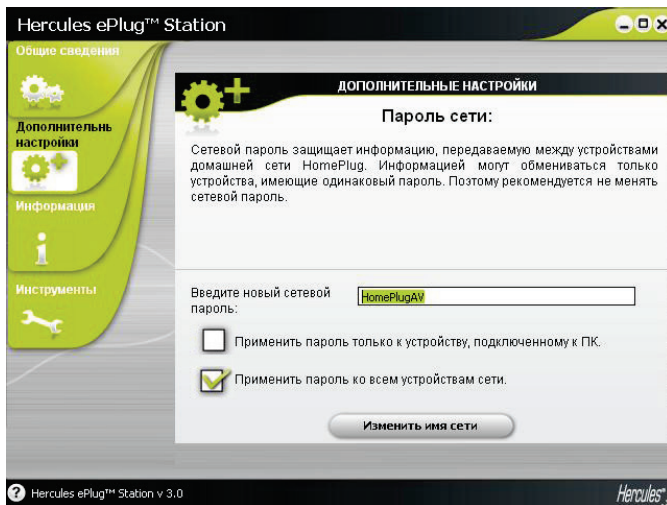 Hercules ePlug™ Station
Общие сведения
Дополнительнь
настройки
Информация
Инструменты
ДОПОЛНИТЕЛЬНЫЕ НАСТРОЙКИ
Пароль сети:
Сетевой пароль защищает информацию, передаваемую между устройствами
домашней сети HomePlug. Информацией могут обмениваться только
устройства, имеющие одинаковый пароль. Поэтому рекомендуется не менять
сетевой пароль.
Введите новый сетевой
пароль:
HomePlugAV
Применить пароль только к устройству, подключенному к ПК.
Применить пароль ко всем устройствам сети.
Изменить имя сети
? Hercules ePlug™ Station v 3.0
Hercules